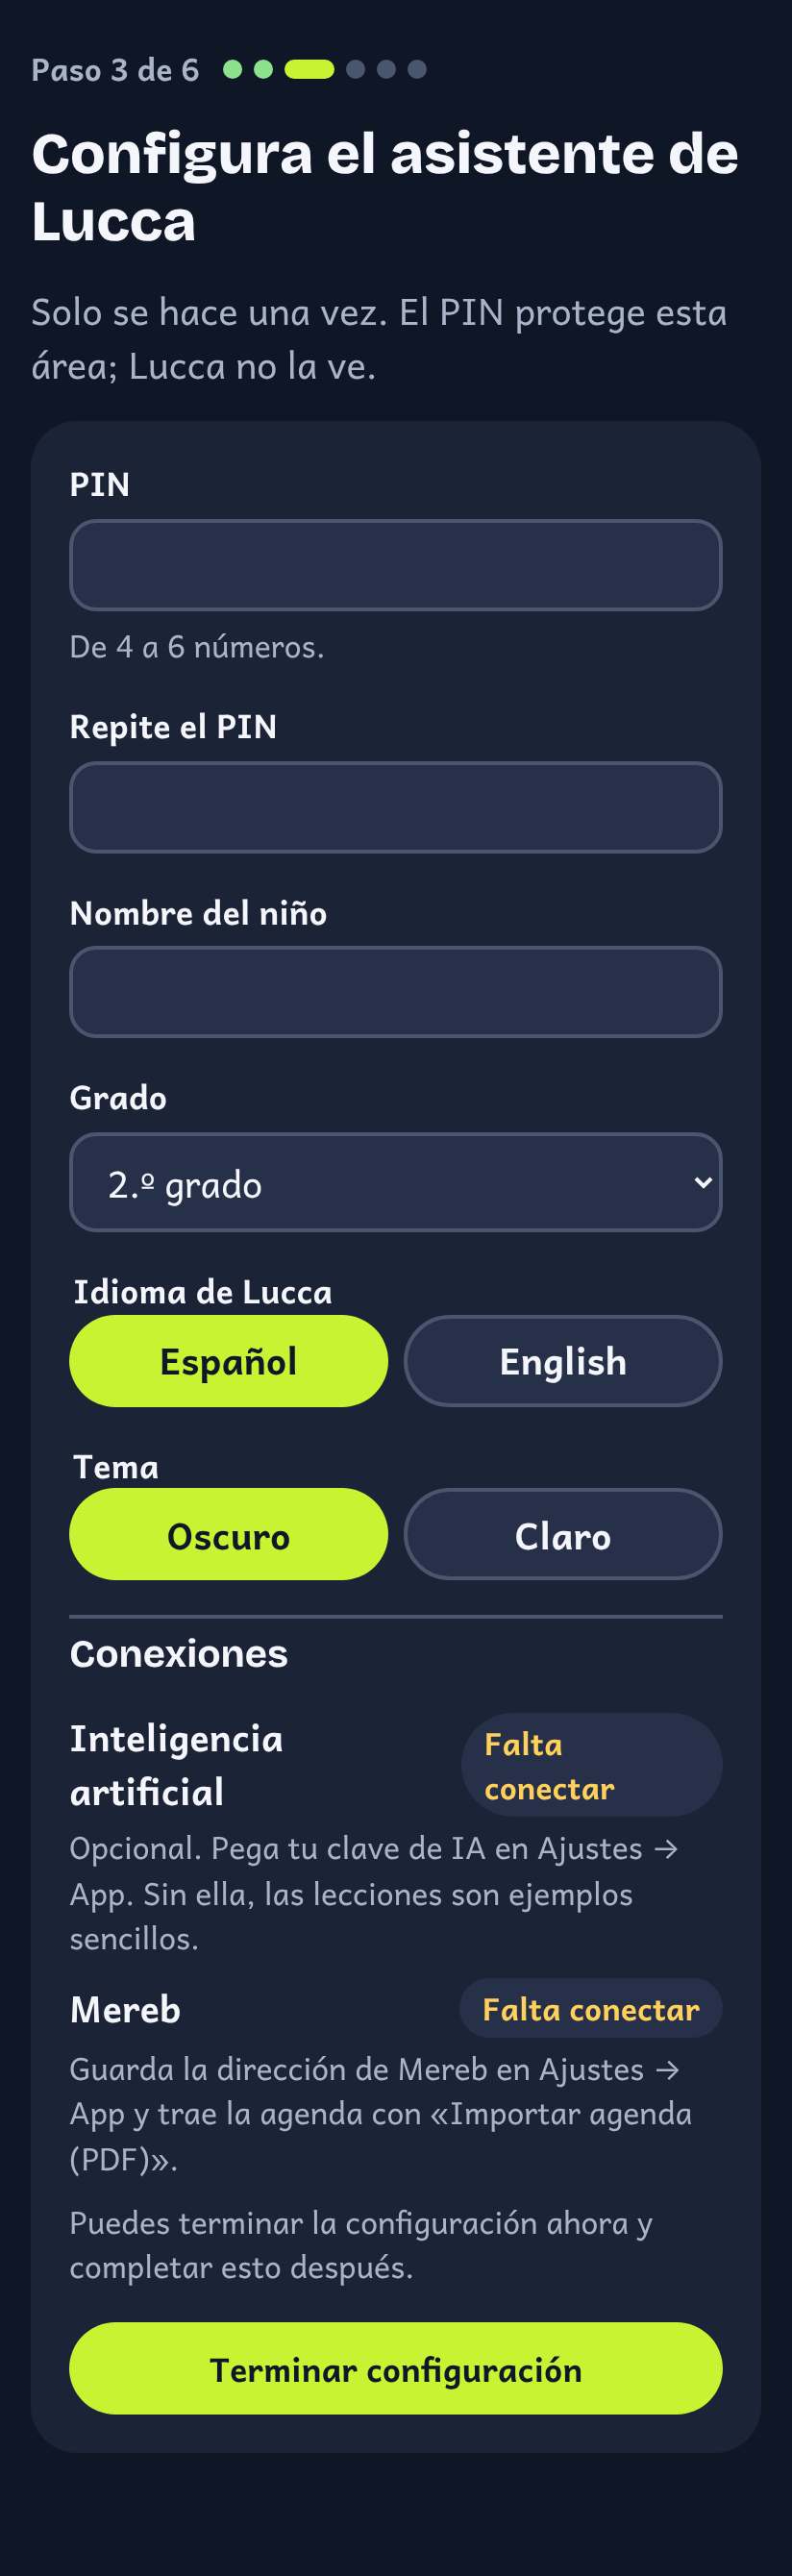 Paso 3 de 6
Configura el asistente de
Lucca
Solo se hace una vez. El PIN protege esta
área; Lucca no la ve.
PIN
De 4 a 6 números.
Repite el PIN
Nombre del niño
Grado
2.º grado
Idioma de Lucca
Español
English
Tema
Oscuro
Claro
Conexiones
Inteligencia
artificial
Falta
conectar
Opcional. Pega tu clave de IA en Ajustes →
App. Sin ella, las lecciones son ejemplos
sencillos.
Mereb
Falta conectar
Guarda la dirección de Mereb en Ajustes →
App y trae la agenda con «Importar agenda
(PDF)».
Puedes terminar la configuración ahora y
completar esto después.
Terminar configuración